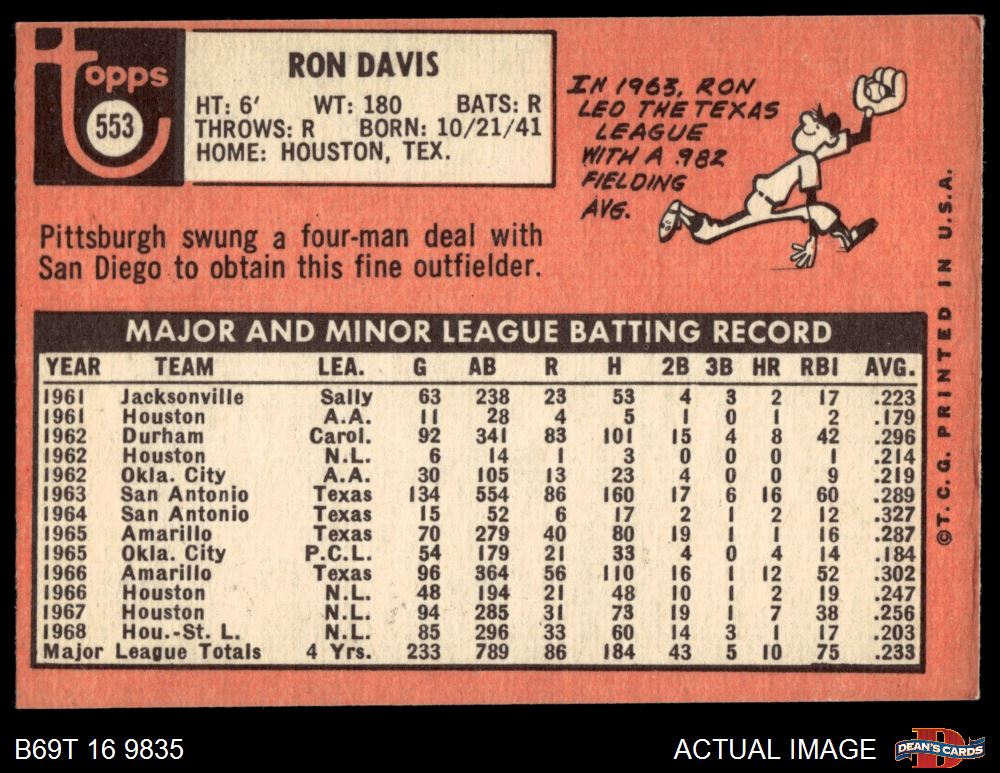 topps
553
RON DAVIS
HT: 6' WT: 180 BATS: R
THROWS: R BORN: 10/21/41
HOME: HOUSTON, TEX.
IN 1963, RON
LED THE TEXAS
LEAGUE
WITH A .982
FIELDING
AVG.
Pittsburgh swung a four-man deal with
San Diego to obtain this fine outfielder.
MAJOR AND MINOR LEAGUE BATTING RECORD
YEAR TEAM LEA. G AB R H 2B 3B HR RBI AVG.
1961 Jacksonville Sally 63 238 23 53 4 3 2 17 .223
1961 Houston A.A. 11 28 4 5 1 0 1 2 .179
1962 Durham Carol. 92 341 83 101 15 4 8 42 .296
1962 Houston N.L. 6 14 1 3 0 0 0 1 .214
1962 Okla. City A.A. 30 105 13 23 4 0 0 9 .219
1963 San Antonio Texas 134 554 86 160 17 6 16 60 .289
1964 San Antonio Texas 15 52 6 17 2 1 2 12 .327
1965 Amarillo Texas 70 279 40 80 19 1 1 16 .287
1965 Okla. City P.C.L. 54 179 21 33 4 0 4 14 .184
1966 Amarillo Texas 96 364 56 110 16 1 12 52 .302
1966 Houston N.L. 48 194 21 48 10 1 2 19 .247
1967 Houston N.L. 94 285 31 73 19 1 7 38 .256
1968 Hou.-St. L. N.L. 85 296 33 60 14 3 1 17 .203
Major League Totals 4 Yrs. 233 789 86 184 43 5 10 75 .233
©T. C. G. PRINTED IN U.S.A.
B69T 16 9835
ACTUAL IMAGE
D
DEAN'S CARDS